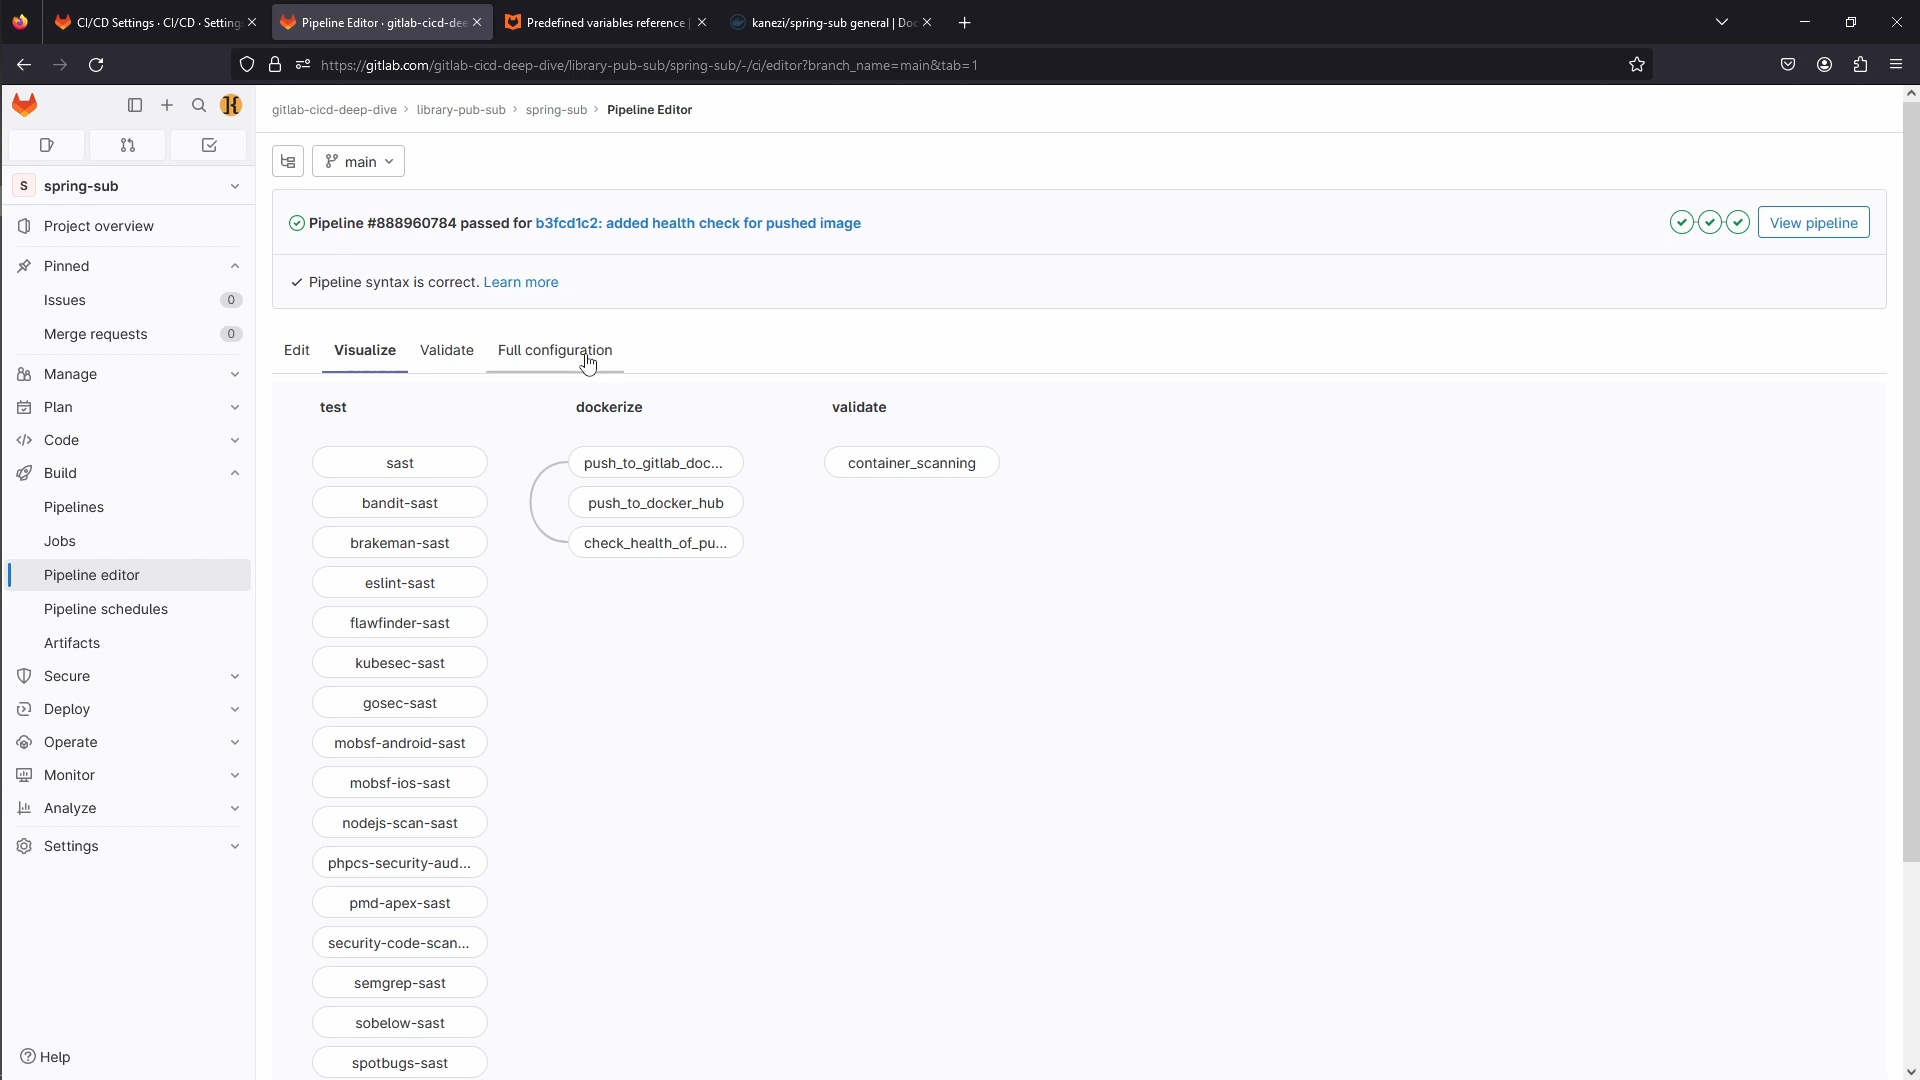 CI/CD Settings · CI/CD · Setting
Pipeline Editor · gitlab-cicd-dee
Predefined variables reference |
kanezi/spring-sub general | Doc
https://gitlab.com/gitlab-cicd-deep-dive/library-pub-sub/spring-sub/-/ci/editor?branch_name=main&tab=1
gitlab-cicd-deep-dive › library-pub-sub › spring-sub › Pipeline Editor
main
S spring-sub
Project overview
Pinned
Issues 0
Merge requests 0
Manage
Plan
Code
Build
Pipelines
Jobs
Pipeline editor
Pipeline schedules
Artifacts
Secure
Deploy
Operate
Monitor
Analyze
Settings
Help
Pipeline #888960784 passed for b3fcd1c2: added health check for pushed image
View pipeline
Pipeline syntax is correct. Learn more
Edit Visualize Validate Full configuration
test
sast
bandit-sast
brakeman-sast
eslint-sast
flawfinder-sast
kubesec-sast
gosec-sast
mobsf-android-sast
mobsf-ios-sast
nodejs-scan-sast
phpcs-security-aud...
pmd-apex-sast
security-code-scan...
semgrep-sast
sobelow-sast
spotbugs-sast
dockerize
push_to_gitlab_doc...
push_to_docker_hub
check_health_of_pu...
validate
container_scanning